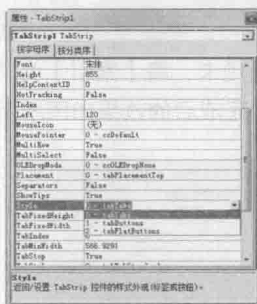 属性 - TabStrip1
TabStrip1 TabStrip
按字母序 按分类序
Font 宋体
Height 855
HelpContextID 0
HotTracking False
Index
Left 120
MouseIcon (无)
MousePointer 0 - ccDefault
MultiRow True
MultiSelect False
OLEDropMode 0 - ccOLEDropNone
Placement 0 - tabPlacementTop
Separators False
ShowTips True
Style 0 - tabTabs
TabFixedHeight 0 - tabTabs
TabFixedWidth 1 - tabButtons
TabIndex 2 - tabFlatButtons
TabMinWidth 566.9291
TabStop True
Style
返回/设置 TabStrip 控件的样式外观(标签或按钮)。